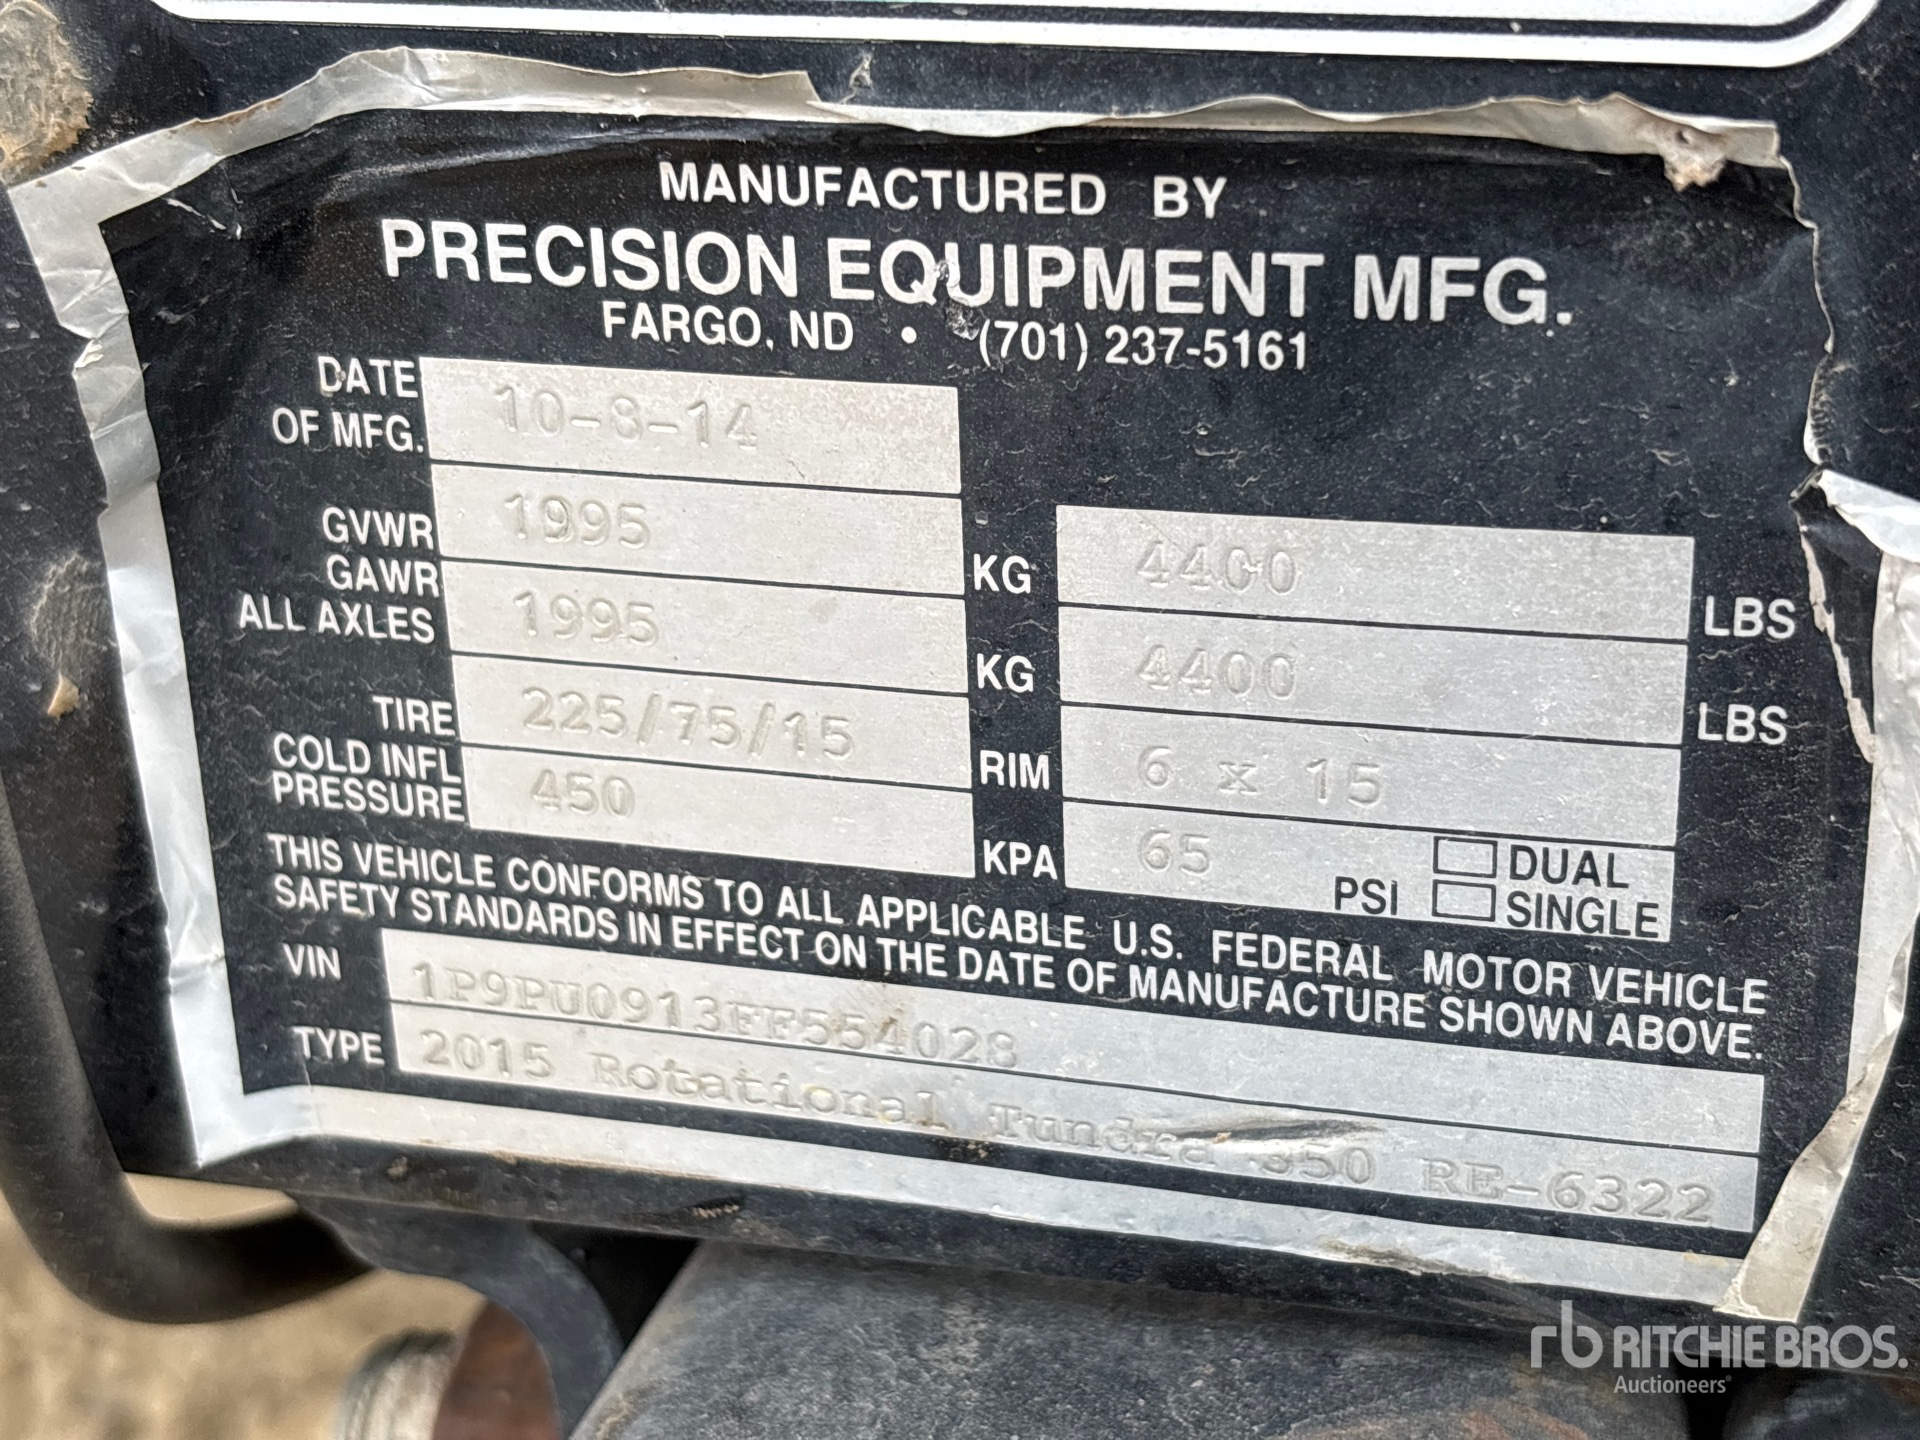 MANUFACTURED BY
PRECISION EQUIPMENT MFG.
FARGO, ND • (701) 237-5161
DATE OF MFG. 10-8-14
GVWR 1995 KG 4400 LBS
GAWR ALL AXLES 1995 KG 4400 LBS
TIRE 225/75/15 RIM 6 x 15
COLD INFL PRESSURE 450 KPA 65 PSI DUAL SINGLE
THIS VEHICLE CONFORMS TO ALL APPLICABLE U.S. FEDERAL MOTOR VEHICLE
SAFETY STANDARDS IN EFFECT ON THE DATE OF MANUFACTURE SHOWN ABOVE.
VIN 1P9PU0913FF554028
TYPE 2015 Rotational Tundra 850 RE-6322
rb RITCHIE BROS.
Auctioneers